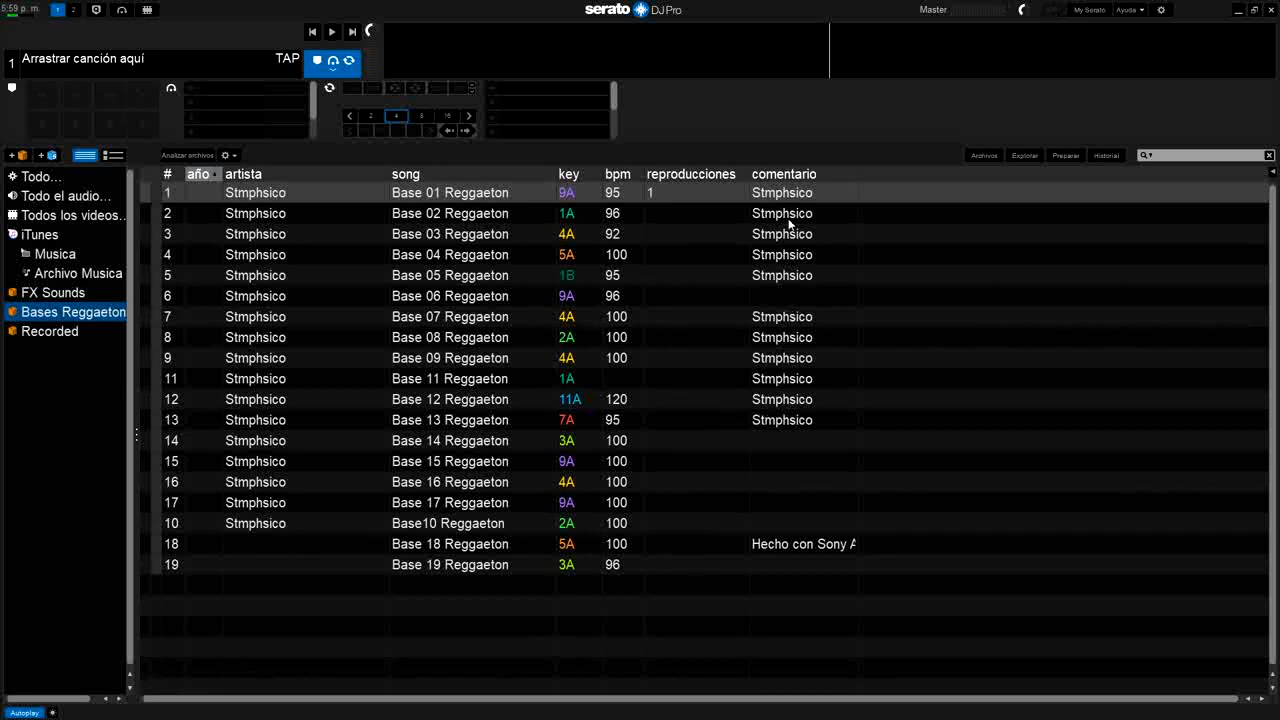 5:59 p. m. 1 2 serato DJ Pro Master My Serato Ayuda
1 Arrastrar canción aquí TAP
2 4 8 16
Analizar archivos Archivos Explorar Preparar Historial
Todo...
Todo el audio...
Todos los videos...
iTunes
Musica
Archivo Musica
FX Sounds
Bases Reggaeton
Recorded
# año artista song key bpm reproducciones comentario
1 Stmphsico Base 01 Reggaeton 9A 95 1 Stmphsico
2 Stmphsico Base 02 Reggaeton 1A 96 Stmphsico
3 Stmphsico Base 03 Reggaeton 4A 92 Stmphsico
4 Stmphsico Base 04 Reggaeton 5A 100 Stmphsico
5 Stmphsico Base 05 Reggaeton 1B 95 Stmphsico
6 Stmphsico Base 06 Reggaeton 9A 96
7 Stmphsico Base 07 Reggaeton 4A 100 Stmphsico
8 Stmphsico Base 08 Reggaeton 2A 100 Stmphsico
9 Stmphsico Base 09 Reggaeton 4A 100 Stmphsico
11 Stmphsico Base 11 Reggaeton 1A Stmphsico
12 Stmphsico Base 12 Reggaeton 11A 120 Stmphsico
13 Stmphsico Base 13 Reggaeton 7A 95 Stmphsico
14 Stmphsico Base 14 Reggaeton 3A 100
15 Stmphsico Base 15 Reggaeton 9A 100
16 Stmphsico Base 16 Reggaeton 4A 100
17 Stmphsico Base 17 Reggaeton 9A 100
10 Stmphsico Base10 Reggaeton 2A 100
18 Base 18 Reggaeton 5A 100 Hecho con Sony A
19 Base 19 Reggaeton 3A 96
Autoplay